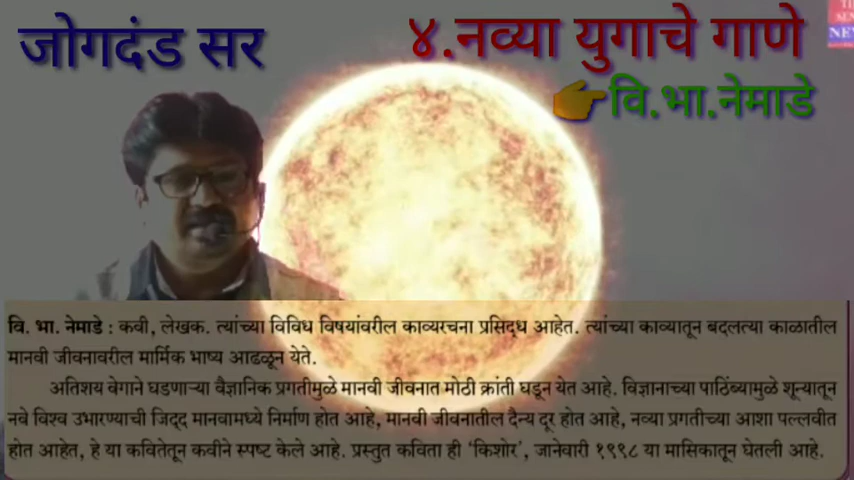 जोगदंड सर
४.नव्या युगाचे गाणे
वि.भा.नेमाडे
वि. भा. नेमाडे : कवी, लेखक. त्यांच्या विविध विषयांवरील काव्यरचना प्रसिद्ध आहेत. त्यांच्या काव्यातून बदलत्या काळातील
मानवी जीवनावरील मार्मिक भाष्य आढळून येते.
अतिशय वेगाने घडणाऱ्या वैज्ञानिक प्रगतीमुळे मानवी जीवनात मोठी क्रांती घडून येत आहे. विज्ञानाच्या पाठिंब्यामुळे शून्यातून
नवे विश्व उभारण्याची जिद्द मानवामध्ये निर्माण होत आहे, मानवी जीवनातील दैन्य दूर होत आहे, नव्या प्रगतीच्या आशा पल्लवीत
होत आहेत, हे या कवितेतून कवीने स्पष्ट केले आहे. प्रस्तुत कविता ही ‘किशोर’, जानेवारी १९९८ या मासिकातून घेतली आहे.